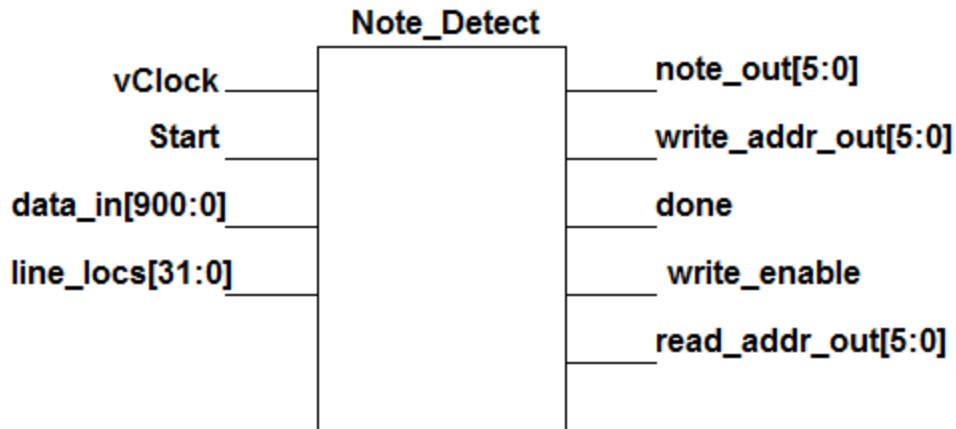 Note_Detect
vClock
Start
data_in[900:0]
line_locs[31:0]
note_out[5:0]
write_addr_out[5:0]
done
write_enable
read_addr_out[5:0]